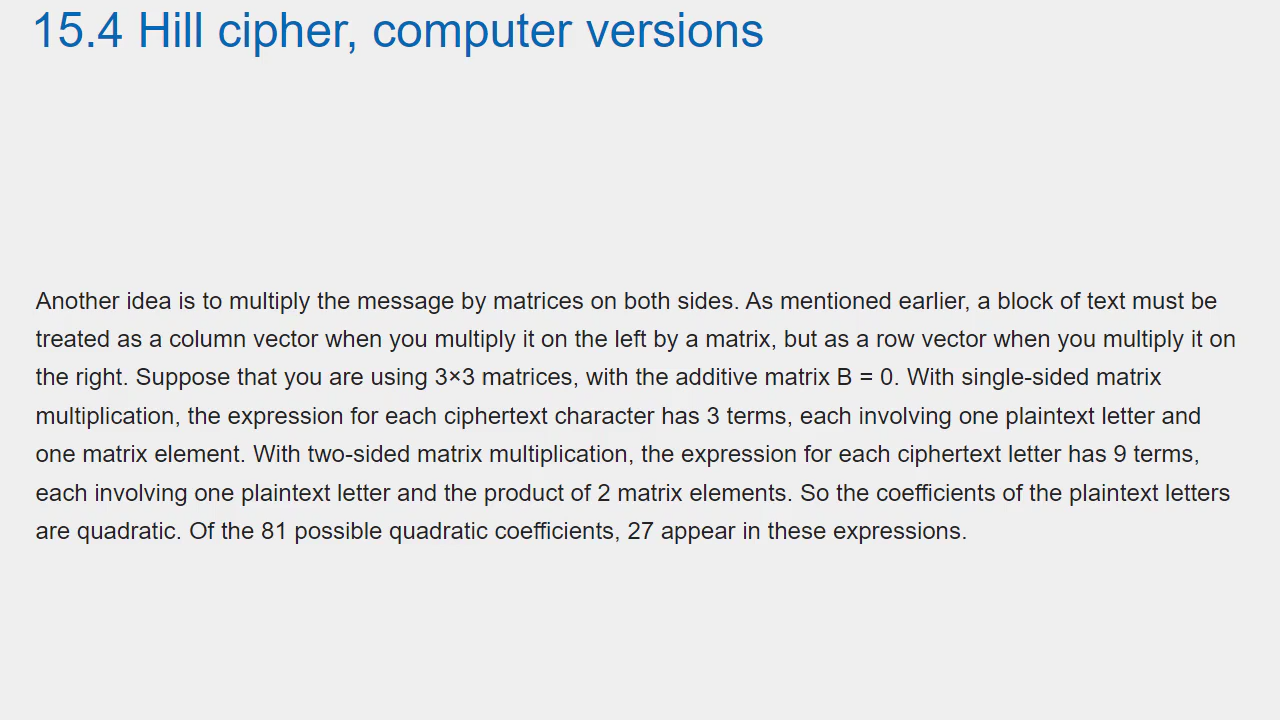 15.4 Hill cipher, computer versions
Another idea is to multiply the message by matrices on both sides. As mentioned earlier, a block of text must be
treated as a column vector when you multiply it on the left by a matrix, but as a row vector when you multiply it on
the right. Suppose that you are using 3×3 matrices, with the additive matrix B = 0. With single-sided matrix
multiplication, the expression for each ciphertext character has 3 terms, each involving one plaintext letter and
one matrix element. With two-sided matrix multiplication, the expression for each ciphertext letter has 9 terms,
each involving one plaintext letter and the product of 2 matrix elements. So the coefficients of the plaintext letters
are quadratic. Of the 81 possible quadratic coefficients, 27 appear in these expressions.